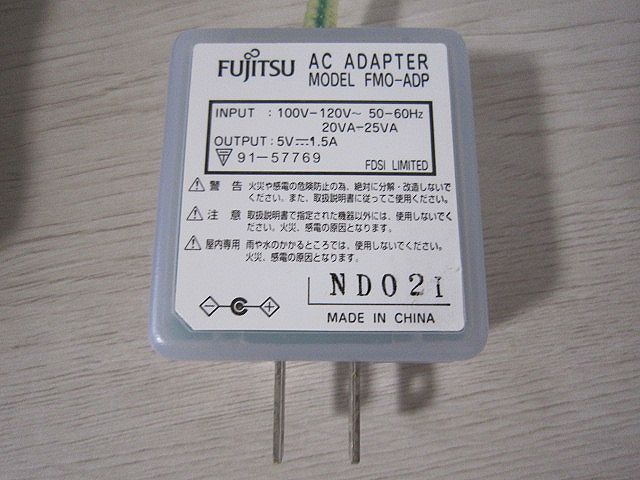 FUJITSU
AC ADAPTER
MODEL FMO-ADP
INPUT : 100V-120V~ 50-60Hz
20VA-25VA
OUTPUT : 5V⎓1.5A
91-57769
FDSI LIMITED
警 告 火災や感電の危険防止の為、絶対に分解・改造しないで
ください。また、取扱説明書に従ってご使用ください。
注 意 取扱説明書で指定された機器以外には、使用しないでく
ださい。火災、感電の原因となります。
屋内専用 雨や水のかかるところでは、使用しないでください。
火災、感電の原因となります。
ND021
MADE IN CHINA